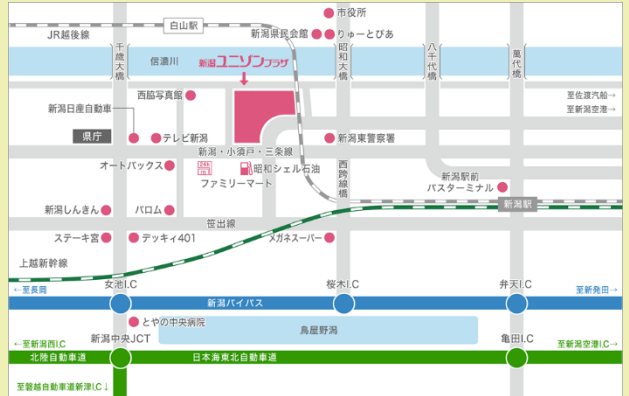 市役所
白山駅
JR越後線
新潟県民会館
りゅーとぴあ
千歳大橋
信濃川
新潟ユニゾンプラザ
昭和大橋
八千代橋
萬代橋
西脇写真館
至佐渡汽船→
至新潟空港→
新潟日産自動車
県庁
テレビ新潟
新潟東警察署
新潟・小須戸・三条線
オートバックス
昭和シェル石油
ファミリーマート
西跨線橋
新潟駅前
バスターミナル
新潟駅
新潟しんきん
パロム
笹出線
ステーキ宮
デッキィ401
メガネスーパー
上越新幹線
女池I.C
桜木I.C
弁天I.C
←至長岡
新潟バイパス
至新発田→
とやの中央病院
鳥屋野潟
←至新潟西I.C
新潟中央JCT
亀田I.C
至新潟空港I.C→
北陸自動車道
日本海東北自動車道
至磐越自動車道新津I.C↓